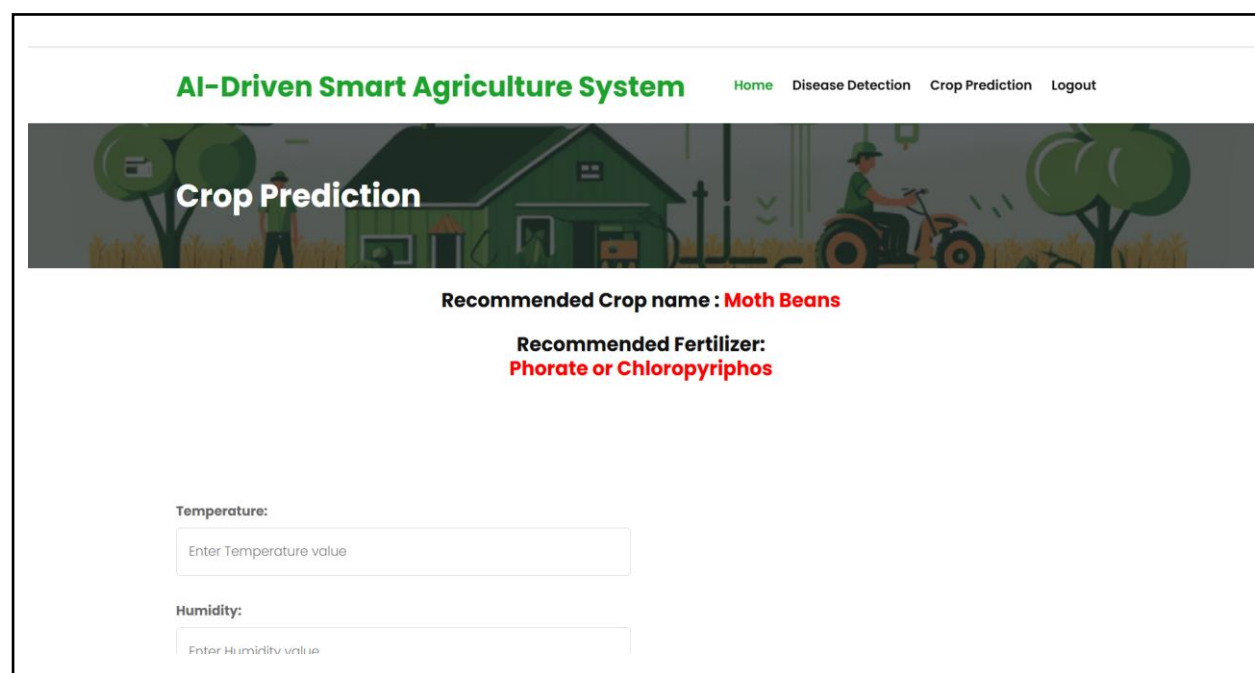 AI-Driven Smart Agriculture System
Home Disease Detection Crop Prediction Logout
Crop Prediction
Recommended Crop name : Moth Beans
Recommended Fertilizer:
Phorate or Chloropyriphos
Temperature:
Enter Temperature value
Humidity:
Enter Humidity value